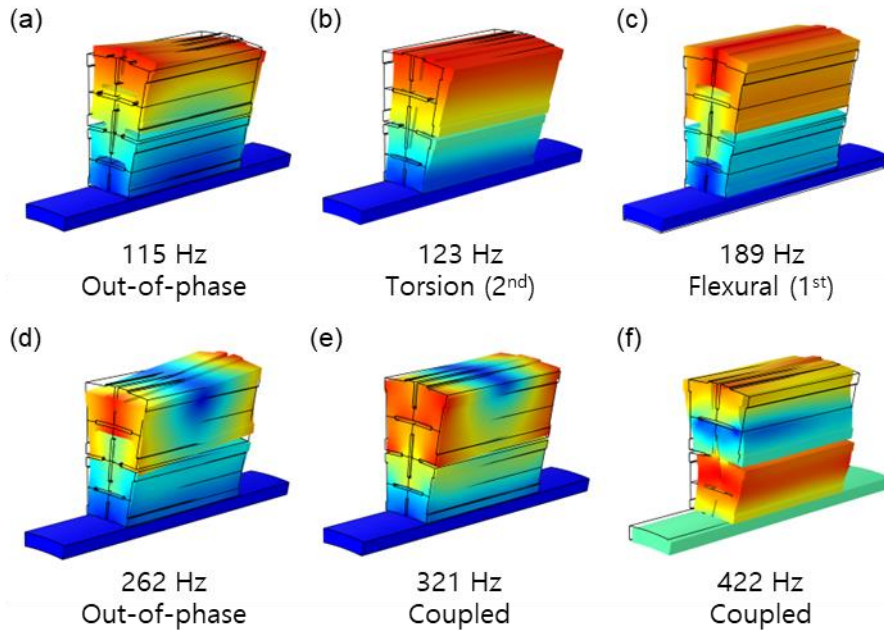 (a)
(b)
(c)
115 Hz
Out-of-phase
123 Hz
Torsion (2nd)
189 Hz
Flexural (1st)
(d)
(e)
(f)
262 Hz
Out-of-phase
321 Hz
Coupled
422 Hz
Coupled